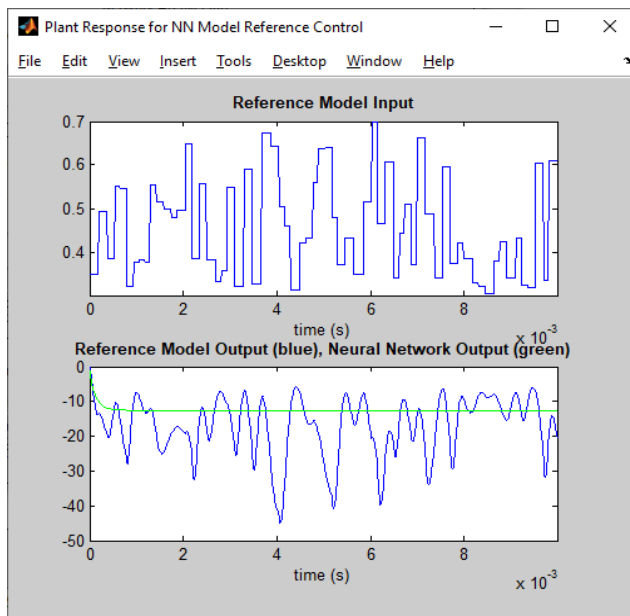 Plant Response for NN Model Reference Control
File Edit View Insert Tools Desktop Window Help
Reference Model Input
0.7
0.6
0.5
0.4
0 2 4 6 8
time (s)
x 10-3
Reference Model Output (blue), Neural Network Output (green)
0
-10
-20
-30
-40
-50
0 2 4 6 8
time (s)
x 10-3